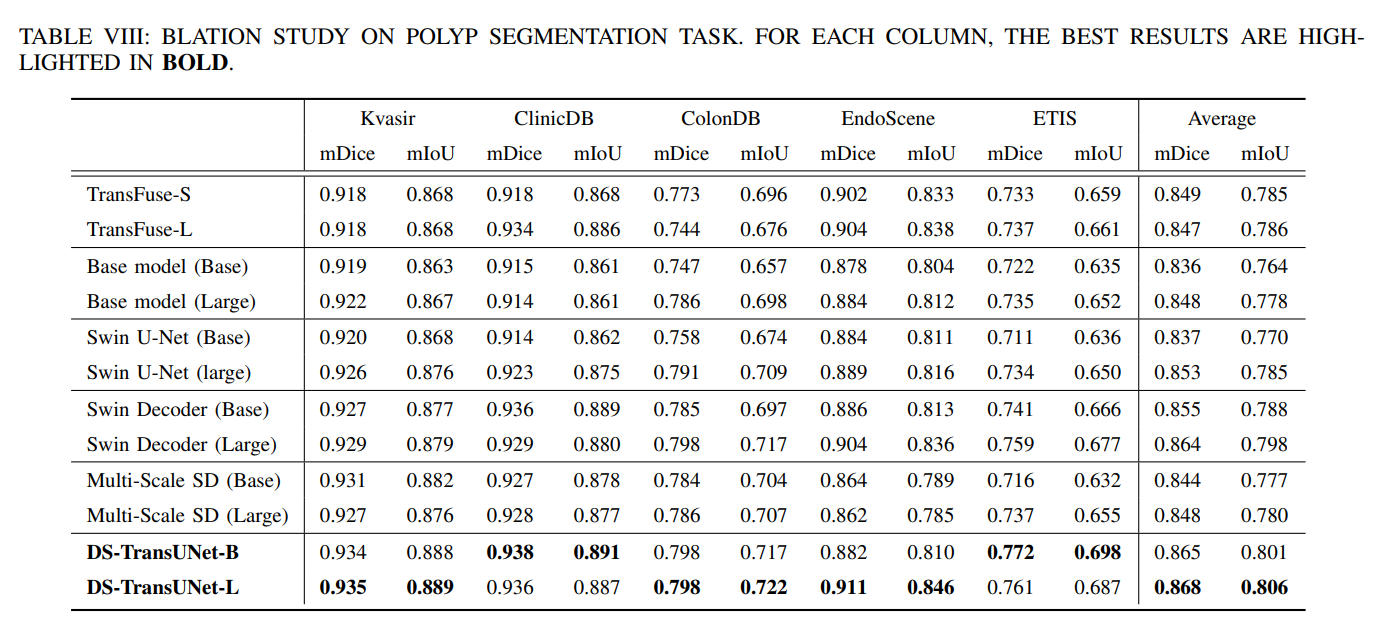 TABLE VIII: BLATION STUDY ON POLYP SEGMENTATION TASK. FOR EACH COLUMN, THE BEST RESULTS ARE HIGH-
LIGHTED IN BOLD.
Kvasir ClinicDB ColonDB EndoScene ETIS Average
mDice mIoU mDice mIoU mDice mIoU mDice mIoU mDice mIoU mDice mIoU
TransFuse-S 0.918 0.868 0.918 0.868 0.773 0.696 0.902 0.833 0.733 0.659 0.849 0.785
TransFuse-L 0.918 0.868 0.934 0.886 0.744 0.676 0.904 0.838 0.737 0.661 0.847 0.786
Base model (Base) 0.919 0.863 0.915 0.861 0.747 0.657 0.878 0.804 0.722 0.635 0.836 0.764
Base model (Large) 0.922 0.867 0.914 0.861 0.786 0.698 0.884 0.812 0.735 0.652 0.848 0.778
Swin U-Net (Base) 0.920 0.868 0.914 0.862 0.758 0.674 0.884 0.811 0.711 0.636 0.837 0.770
Swin U-Net (large) 0.926 0.876 0.923 0.875 0.791 0.709 0.889 0.816 0.734 0.650 0.853 0.785
Swin Decoder (Base) 0.927 0.877 0.936 0.889 0.785 0.697 0.886 0.813 0.741 0.666 0.855 0.788
Swin Decoder (Large) 0.929 0.879 0.929 0.880 0.798 0.717 0.904 0.836 0.759 0.677 0.864 0.798
Multi-Scale SD (Base) 0.931 0.882 0.927 0.878 0.784 0.704 0.864 0.789 0.716 0.632 0.844 0.777
Multi-Scale SD (Large) 0.927 0.876 0.928 0.877 0.786 0.707 0.862 0.785 0.737 0.655 0.848 0.780
DS-TransUNet-B 0.934 0.888 0.938 0.891 0.798 0.717 0.882 0.810 0.772 0.698 0.865 0.801
DS-TransUNet-L 0.935 0.889 0.936 0.887 0.798 0.722 0.911 0.846 0.761 0.687 0.868 0.806